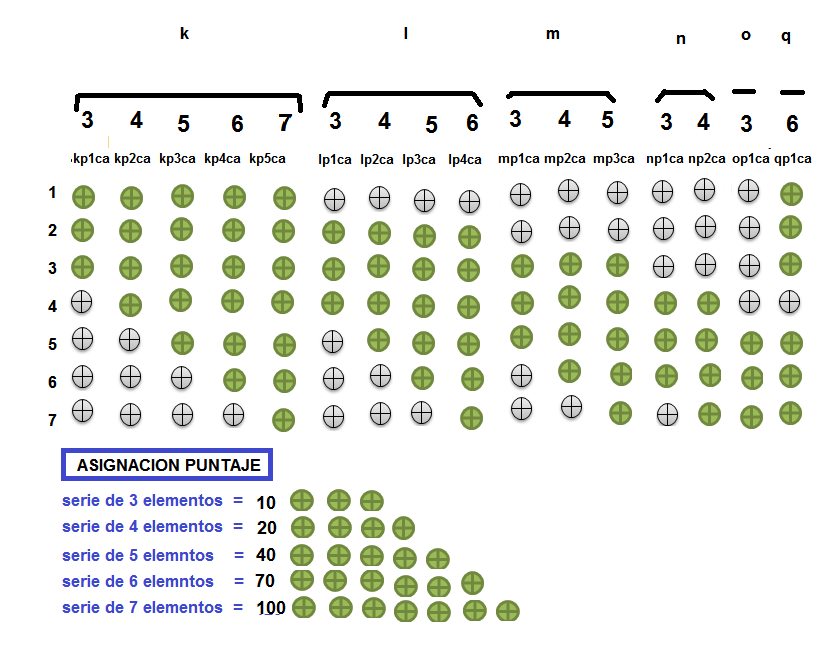 k l m n o q
3 4 5 6 7 3 4 5 6 3 4 5 3 4 3 6
kp1ca kp2ca kp3ca kp4ca kp5ca lp1ca lp2ca lp3ca lp4ca mp1ca mp2ca mp3ca np1ca np2ca op1ca qp1ca
1
2
3
4
5
6
7
ASIGNACION PUNTAJE
serie de 3 elementos = 10
serie de 4 elementos = 20
serie de 5 elemntos = 40
serie de 6 elemntos = 70
serie de 7 elementos = 100